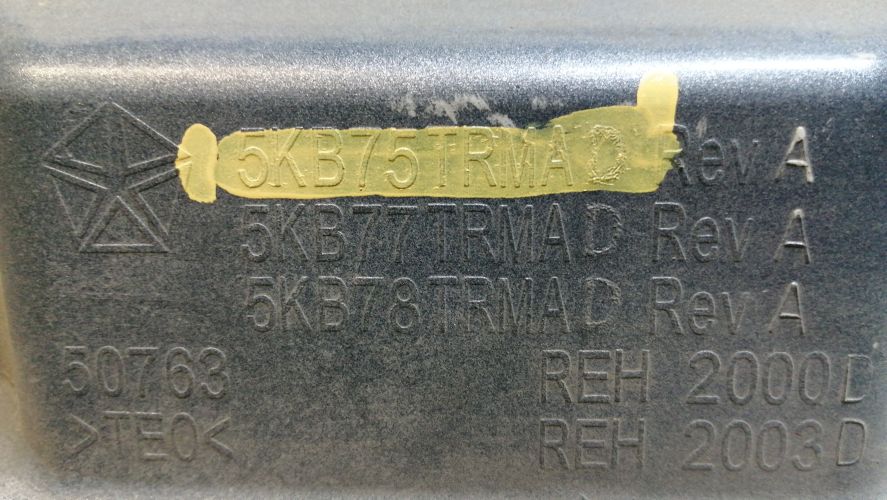 5KB75TRMAD Rev A
5KB77TRMAD Rev A
5KB78TRMAD Rev A
50763 REH 2000D
>TEO< REH 2003D